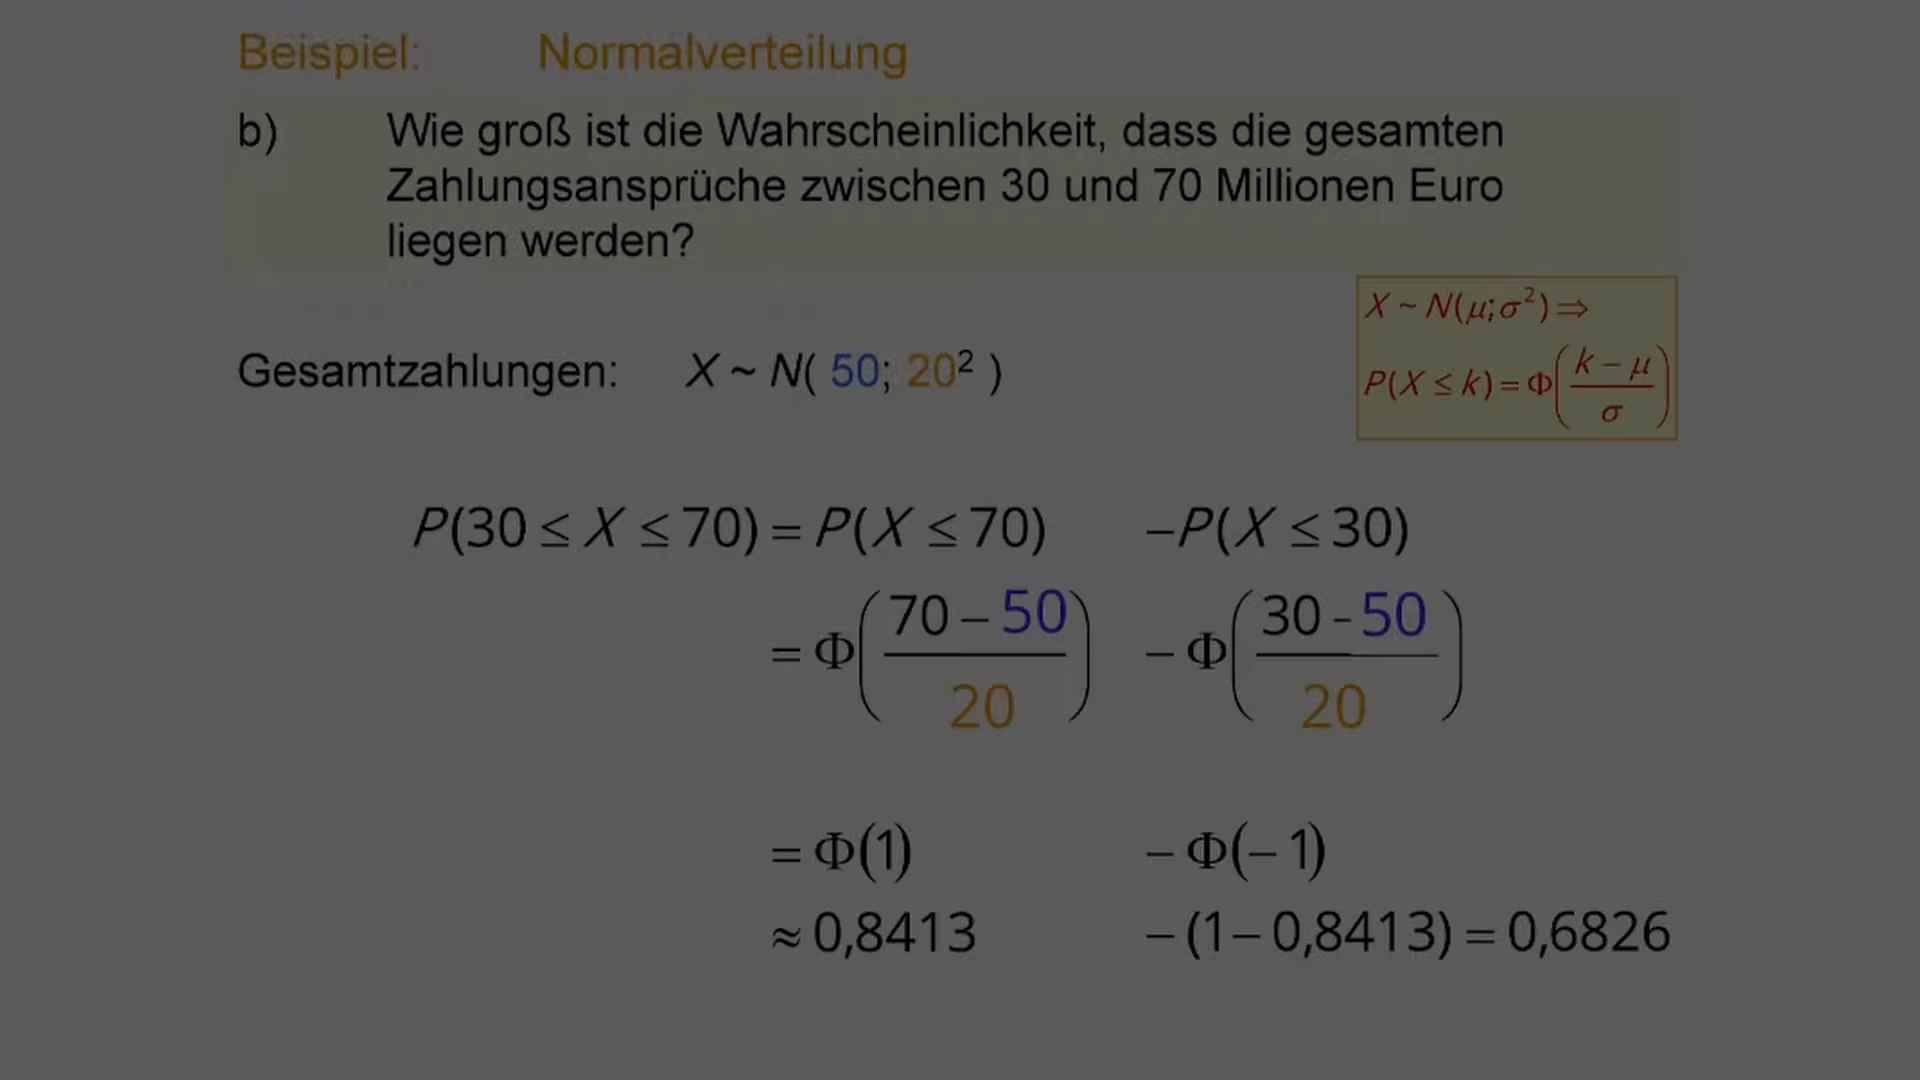 Beispiel: Normalverteilung
b) Wie groß ist die Wahrscheinlichkeit, dass die gesamten
Zahlungsansprüche zwischen 30 und 70 Millionen Euro
liegen werden?
X ~ N(μ;σ²)⇒
P(X ≤ k) = Φ((k − μ)/σ)
Gesamtzahlungen: X ~ N( 50; 20² )
P(30 ≤ X ≤ 70) = P(X ≤ 70) −P(X ≤ 30)
= Φ((70 − 50)/20) − Φ((30 - 50)/20)
= Φ(1) − Φ(− 1)
≈ 0,8413 − (1− 0,8413) = 0,6826